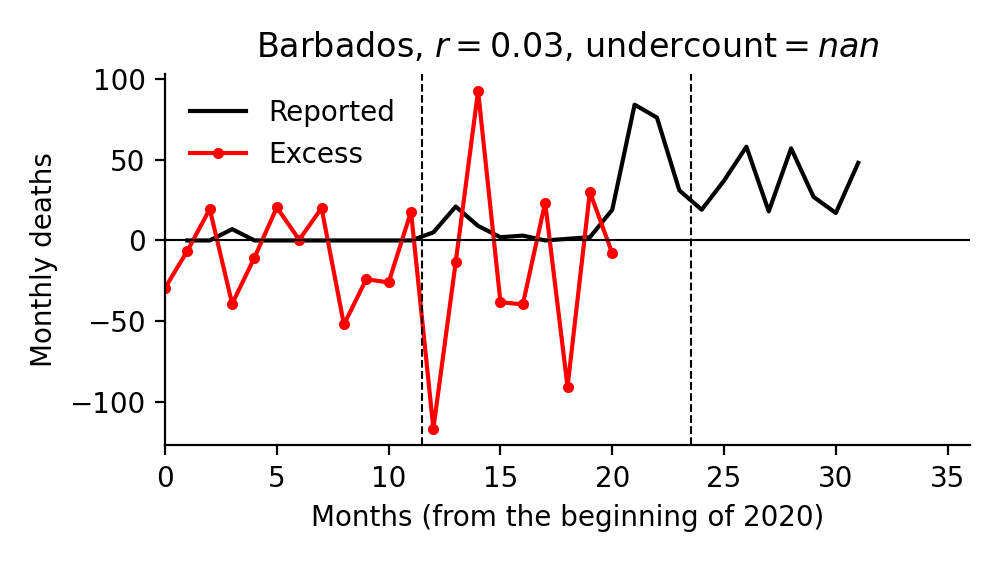 Barbados, r = 0.03, undercount = nan
100
50
0
−50
−100
Monthly deaths
Reported
Excess
0 5 10 15 20 25 30 35
Months (from the beginning of 2020)